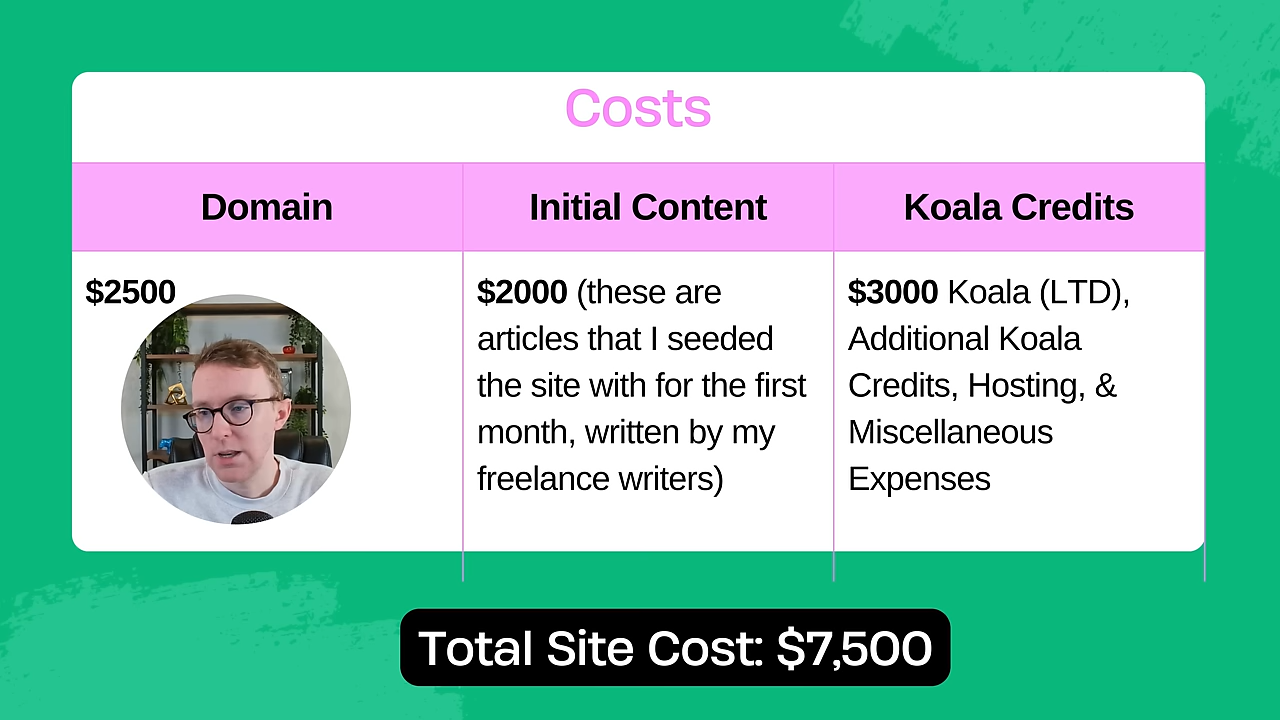 Costs
Domain
Initial Content
Koala Credits
$2500
$2000 (these are
articles that I seeded
the site with for the first
month, written by my
freelance writers)
$3000 Koala (LTD),
Additional Koala
Credits, Hosting, &
Miscellaneous
Expenses
Total Site Cost: $7,500